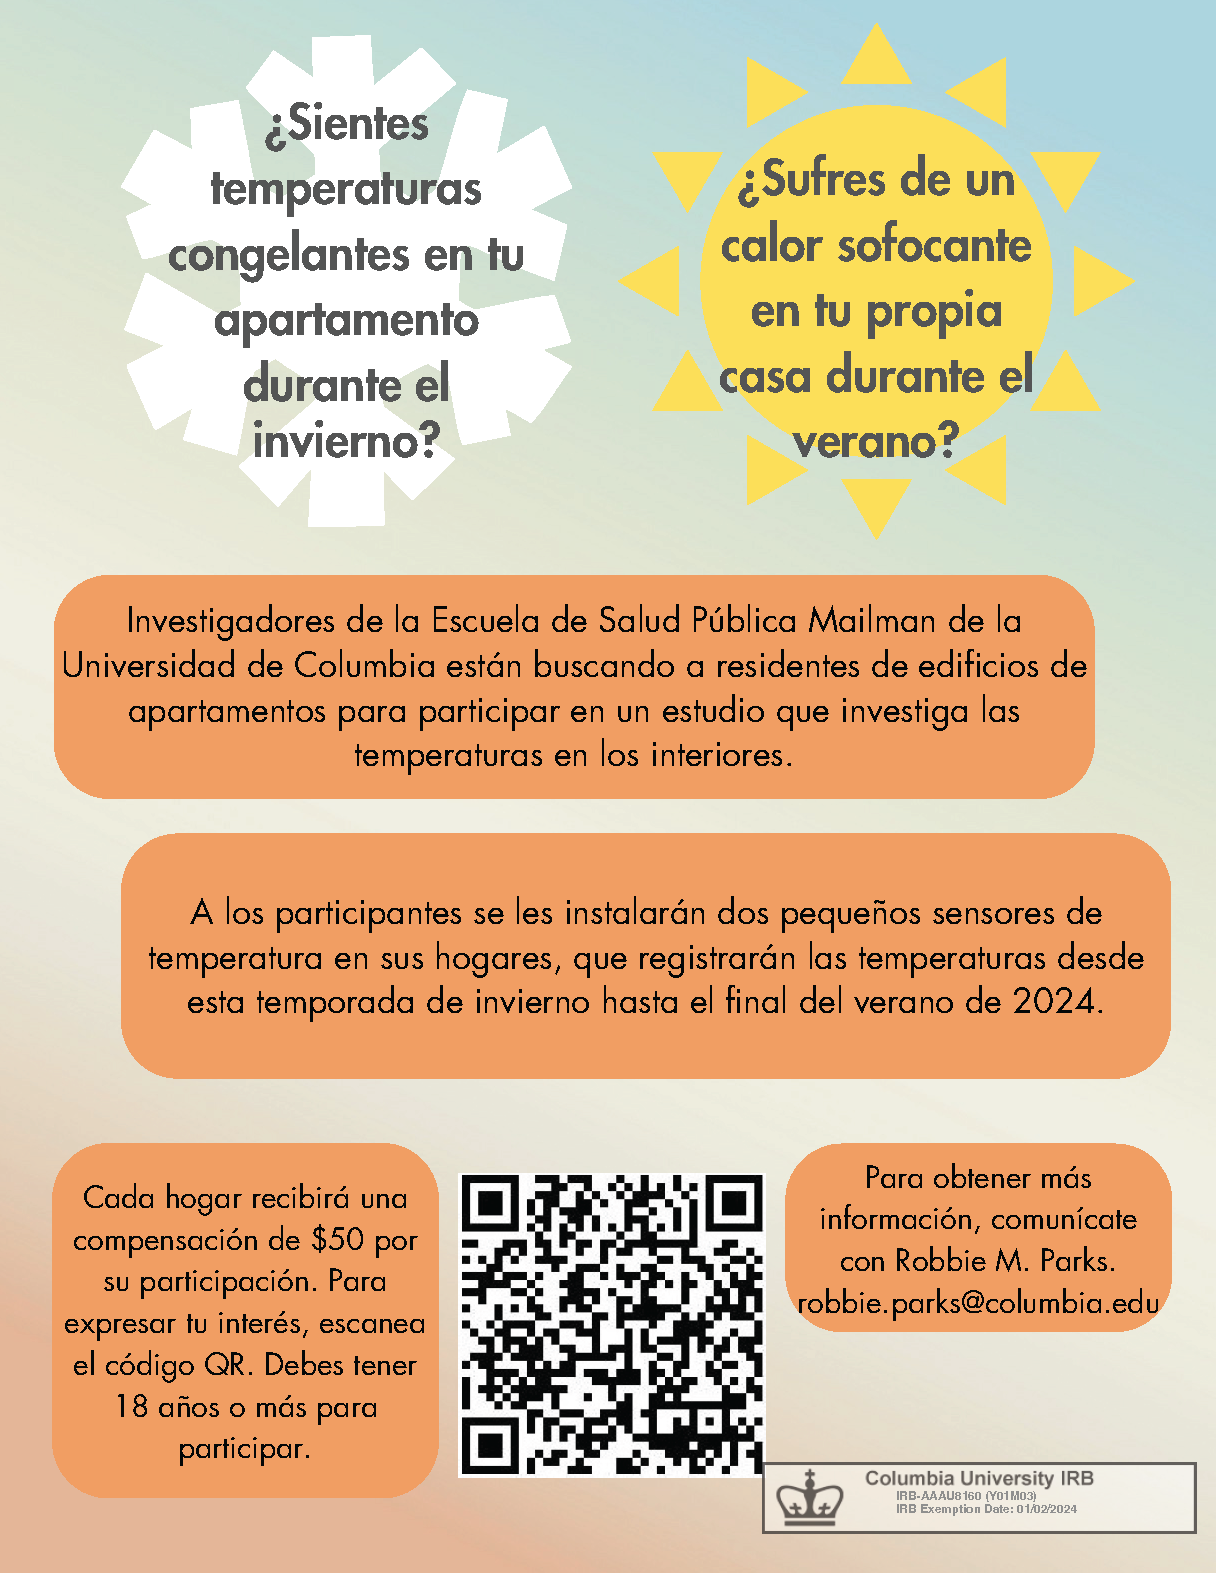 ¿Sientes
temperaturas
congelantes en tu
apartamento
durante el
invierno?
¿Sufres de un
calor sofocante
en tu propia
casa durante el
verano?
Investigadores de la Escuela de Salud Pública Mailman de la
Universidad de Columbia están buscando a residentes de edificios de
apartamentos para participar en un estudio que investiga las
temperaturas en los interiores.
A los participantes se les instalarán dos pequeños sensores de
temperatura en sus hogares, que registrarán las temperaturas desde
esta temporada de invierno hasta el final del verano de 2024.
Cada hogar recibirá una
compensación de $50 por
su participación. Para
expresar tu interés, escanea
el código QR. Debes tener
18 años o más para
participar.
Para obtener más
información, comunícate
con Robbie M. Parks.
robbie.parks@columbia.edu
Columbia University IRB
IRB-AAAU8160 (Y01M03)
IRB Exemption Date: 01/02/2024